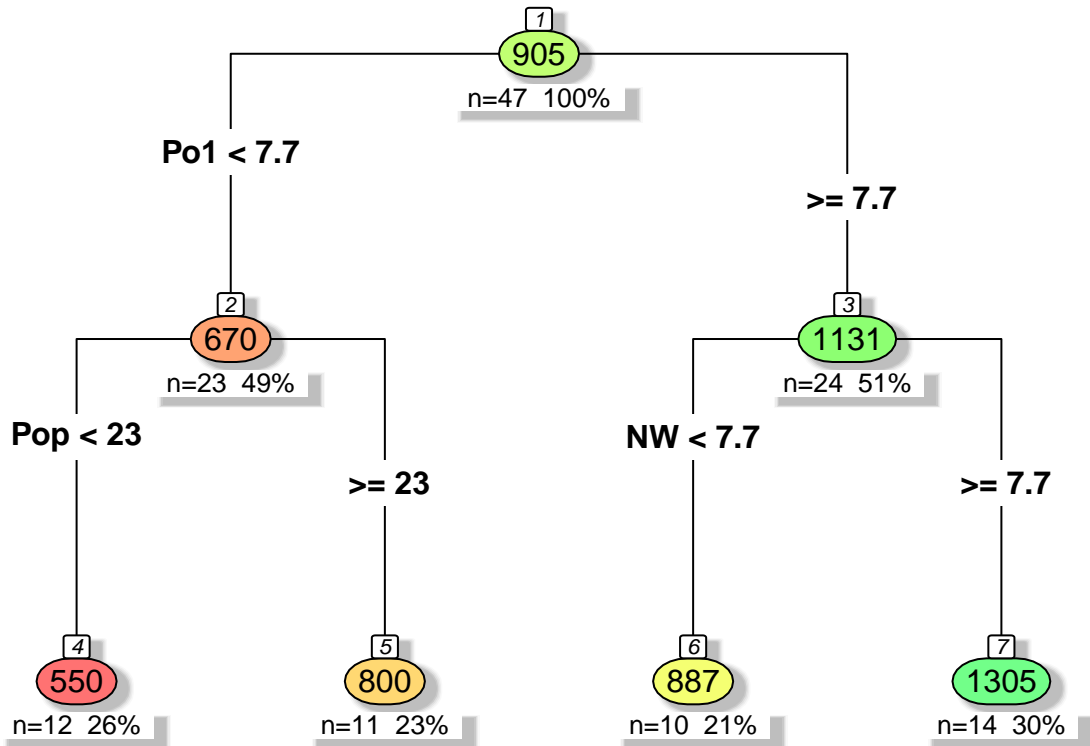 1
905
n=47 100%
Po1 < 7.7
>= 7.7
2
670
n=23 49%
3
1131
n=24 51%
Pop < 23
>= 23
NW < 7.7
>= 7.7
4
550
n=12 26%
5
800
n=11 23%
6
887
n=10 21%
7
1305
n=14 30%